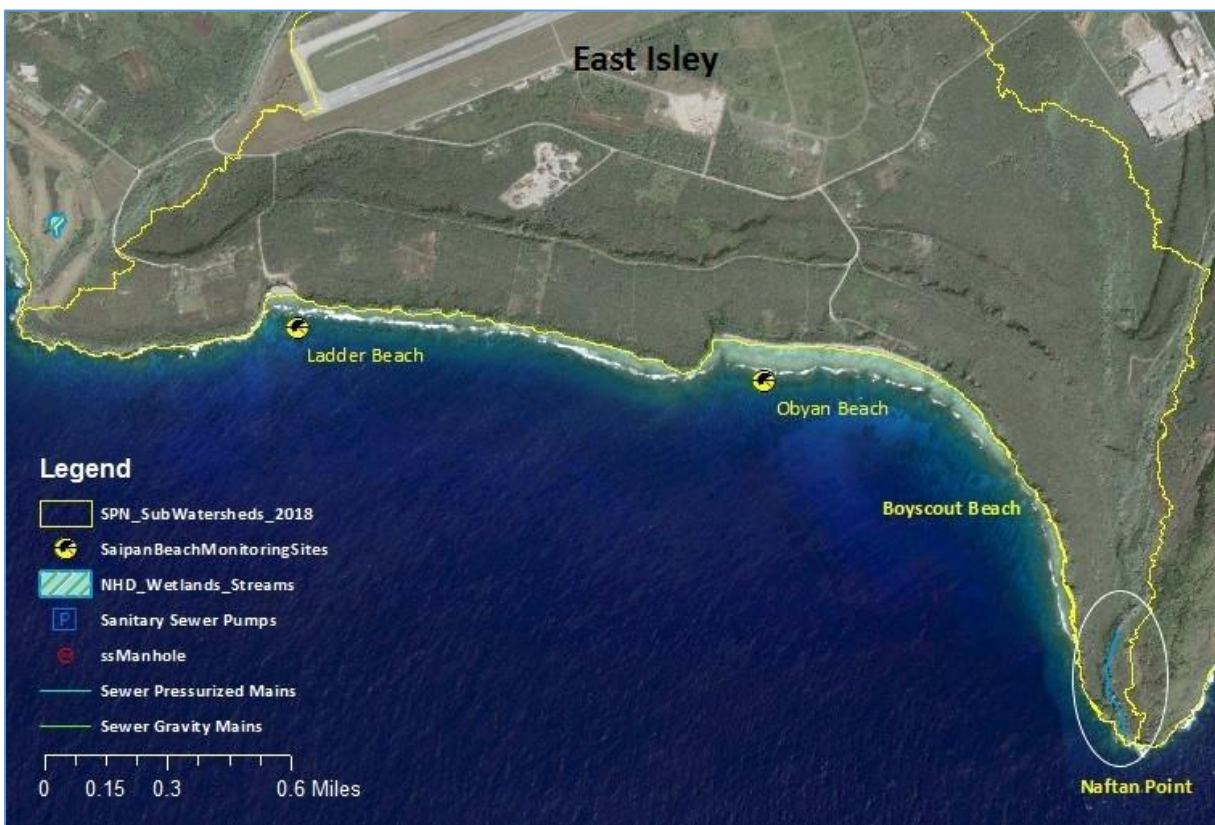 East Isley
Ladder Beach
Obyan Beach
Boyscout Beach
Naftan Point
Legend
SPN_SubWatersheds_2018
SaipanBeachMonitoringSites
NHD_Wetlands_Streams
P Sanitary Sewer Pumps
ssManhole
Sewer Pressurized Mains
Sewer Gravity Mains
0 0.15 0.3 0.6 Miles